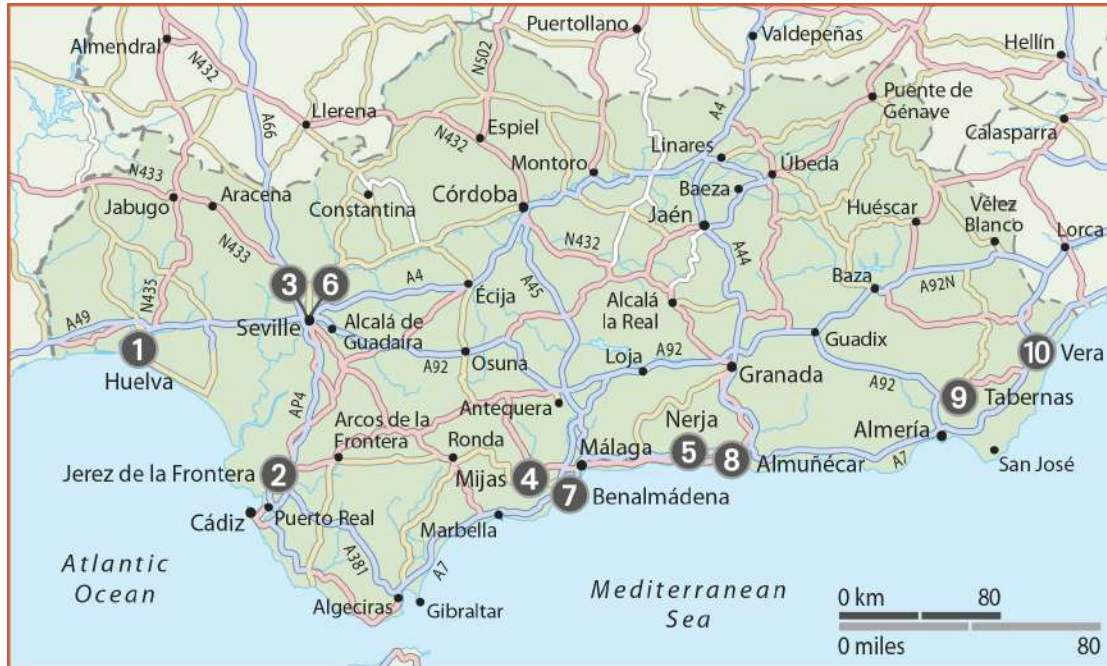 Puertollano
Almendral
Valdepeñas
Hellín
N502
N432
A66
A4
Puente de
Génave
Llerena
Espiel
N432
Calasparra
Montoro
Linares
Úbeda
N433
Aracena
Baeza
Jabugo
Constantina
Córdoba
Jaén
Huéscar
Vélez
Blanco
Lorca
N433
N432
A44
N435
3
6
A4
A45
Baza
A92N
Écija
Alcalá
la Real
A49
Seville
Alcalá de
Guadaira
Guadix
1
A92
Osuna
Loja
A92
10
Vera
Huelva
Granada
A92
AP4
Antequera
9
Tabernas
Arcos de la
Frontera
Nerja
Almería
Ronda
Málaga
5
8
Almuñécar
Jerez de la Frontera
2
Mijas
4
A7
San José
7
Benalmádena
Puerto Real
Cádiz
Marbella
Atlantic
Ocean
A381
A7
Mediterranean
Sea
0 km
80
Algeciras
Gibraltar
0 miles
80